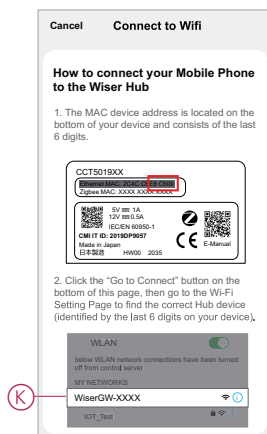 Cancel Connect to Wifi
How to connect your Mobile Phone
to the Wiser Hub
1. The MAC device address is located on the
bottom of your device and consists of the last
6 digits.
CCT5019XX
Ethernet MAC: 2C4C C6E8 C509
Zigbee MAC: XXXX XXXX XXXX
5V 1A
12V 0.5A
IEC/EN 60950-1
CMI IT ID: 2019DP9057
Made in Japan
日本製造 HW00 2035
E-Manual
2. Click the “Go to Connect” button on the
bottom of this page, then go to the Wi-Fi
Setting Page to find the correct Hub device
(identified by the last 6 digits on your device).
WLAN
below WLAN network connections have been turned
off from control server
MY NETWORKS
K WiserGW-XXXX
IOT_Test